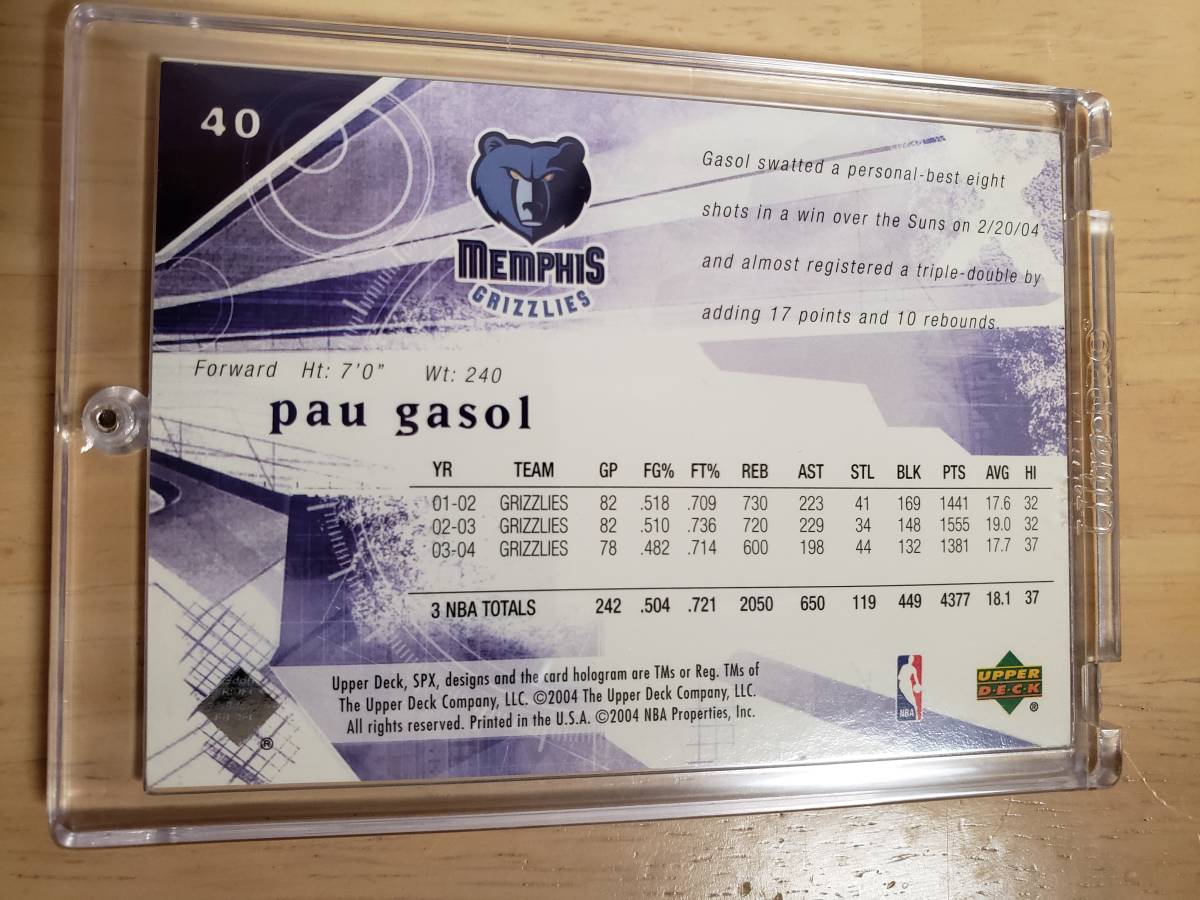 40
MEMPHIS
GRIZZLIES
Gasol swatted a personal-best eight
shots in a win over the Suns on 2/20/04
and almost registered a triple-double by
adding 17 points and 10 rebounds.
Forward Ht: 7'0" Wt: 240
pau gasol
YR TEAM GP FG% FT% REB AST STL BLK PTS AVG HI
01-02 GRIZZLIES 82 .518 .709 730 223 41 169 1441 17.6 32
02-03 GRIZZLIES 82 .510 .736 720 229 34 148 1555 19.0 32
03-04 GRIZZLIES 78 .482 .714 600 198 44 132 1381 17.7 37
3 NBA TOTALS 242 .504 .721 2050 650 119 449 4377 18.1 37
Upper Deck, SPX, designs and the card hologram are TMs or Reg. TMs of
The Upper Deck Company, LLC. ©2004 The Upper Deck Company, LLC.
All rights reserved. Printed in the U.S.A. ©2004 NBA Properties, Inc.
®
NBA
UPPER
D·E·C·K
®